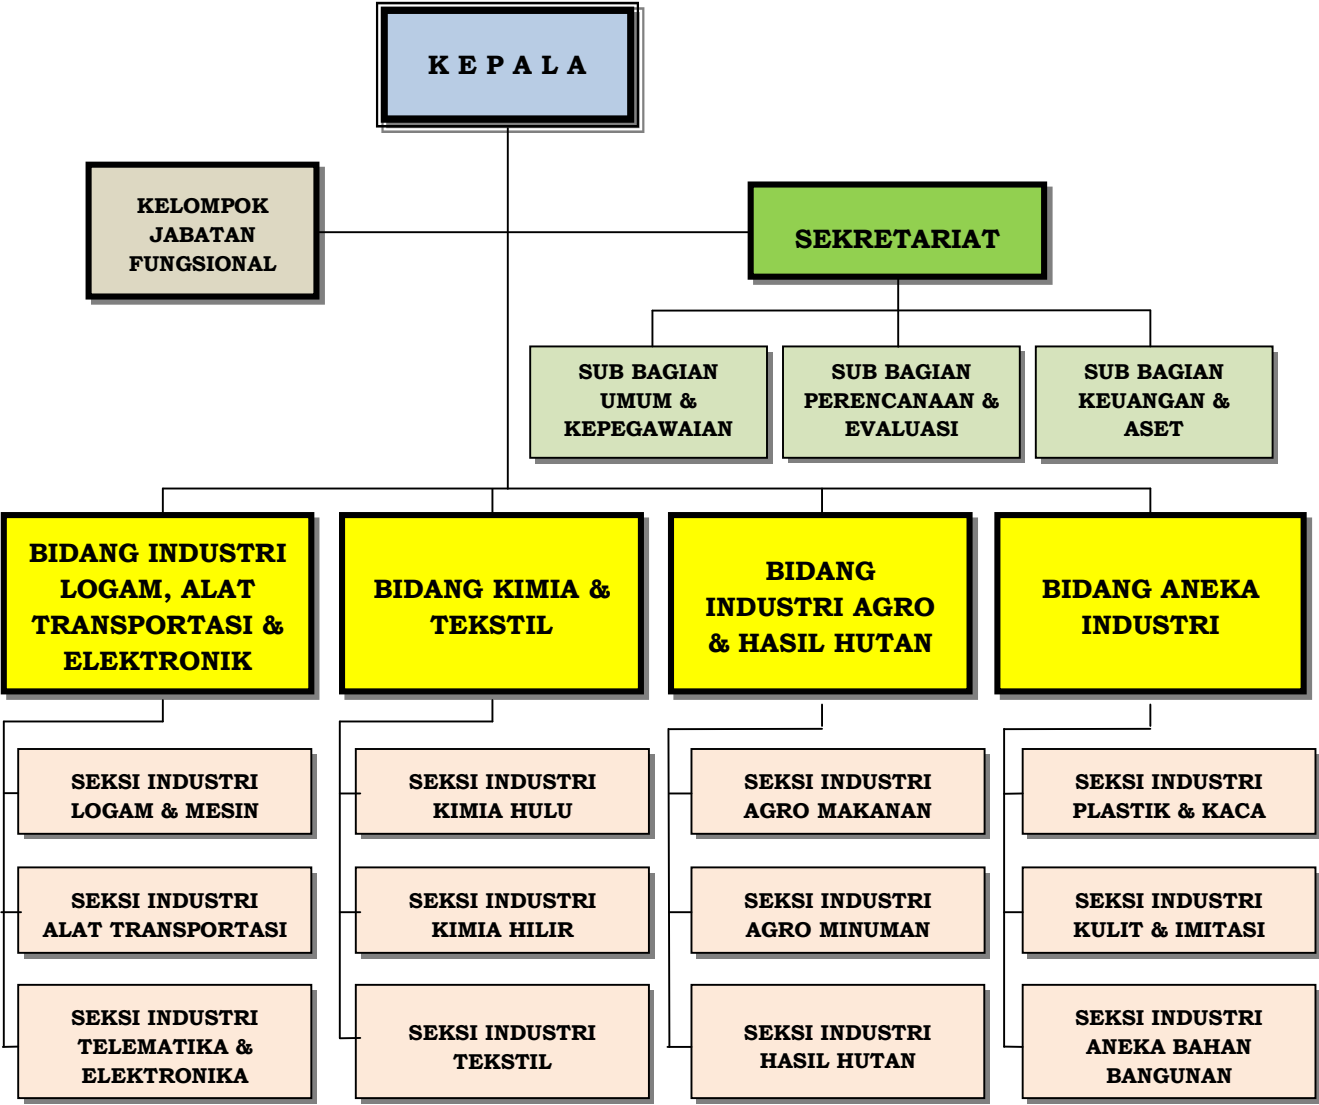 K E P A L A
KELOMPOK
JABATAN
FUNGSIONAL
SEKRETARIAT
SUB BAGIAN
UMUM &
KEPEGAWAIAN
SUB BAGIAN
PERENCANAAN &
EVALUASI
SUB BAGIAN
KEUANGAN &
ASET
BIDANG INDUSTRI
LOGAM, ALAT
TRANSPORTASI &
ELEKTRONIK
BIDANG KIMIA &
TEKSTIL
BIDANG
INDUSTRI AGRO
& HASIL HUTAN
BIDANG ANEKA
INDUSTRI
SEKSI INDUSTRI
LOGAM & MESIN
SEKSI INDUSTRI
KIMIA HULU
SEKSI INDUSTRI
AGRO MAKANAN
SEKSI INDUSTRI
PLASTIK & KACA
SEKSI INDUSTRI
ALAT TRANSPORTASI
SEKSI INDUSTRI
KIMIA HILIR
SEKSI INDUSTRI
AGRO MINUMAN
SEKSI INDUSTRI
KULIT & IMITASI
SEKSI INDUSTRI
TELEMATIKA &
ELEKTRONIKA
SEKSI INDUSTRI
TEKSTIL
SEKSI INDUSTRI
HASIL HUTAN
SEKSI INDUSTRI
ANEKA BAHAN
BANGUNAN